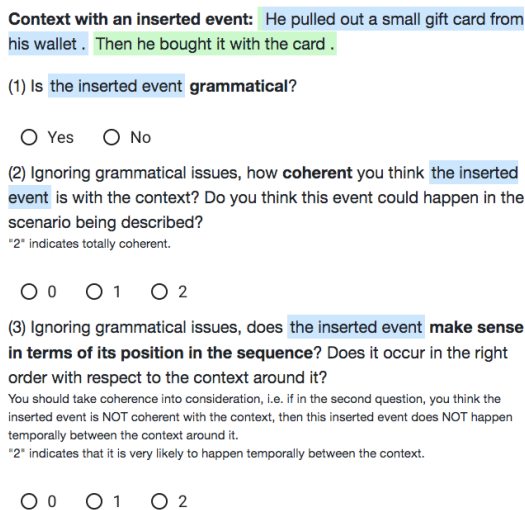 Context with an inserted event: He pulled out a small gift card from
his wallet . Then he bought it with the card .
(1) Is the inserted event grammatical?
Yes No
(2) Ignoring grammatical issues, how coherent you think the inserted
event is with the context? Do you think this event could happen in the
scenario being described?
"2" indicates totally coherent.
0 1 2
(3) Ignoring grammatical issues, does the inserted event make sense
in terms of its position in the sequence? Does it occur in the right
order with respect to the context around it?
You should take coherence into consideration, i.e. if in the second question, you think the
inserted event is NOT coherent with the context, then this inserted event does NOT happen
temporally between the context around it.
"2" indicates that it is very likely to happen temporally between the context.
0 1 2